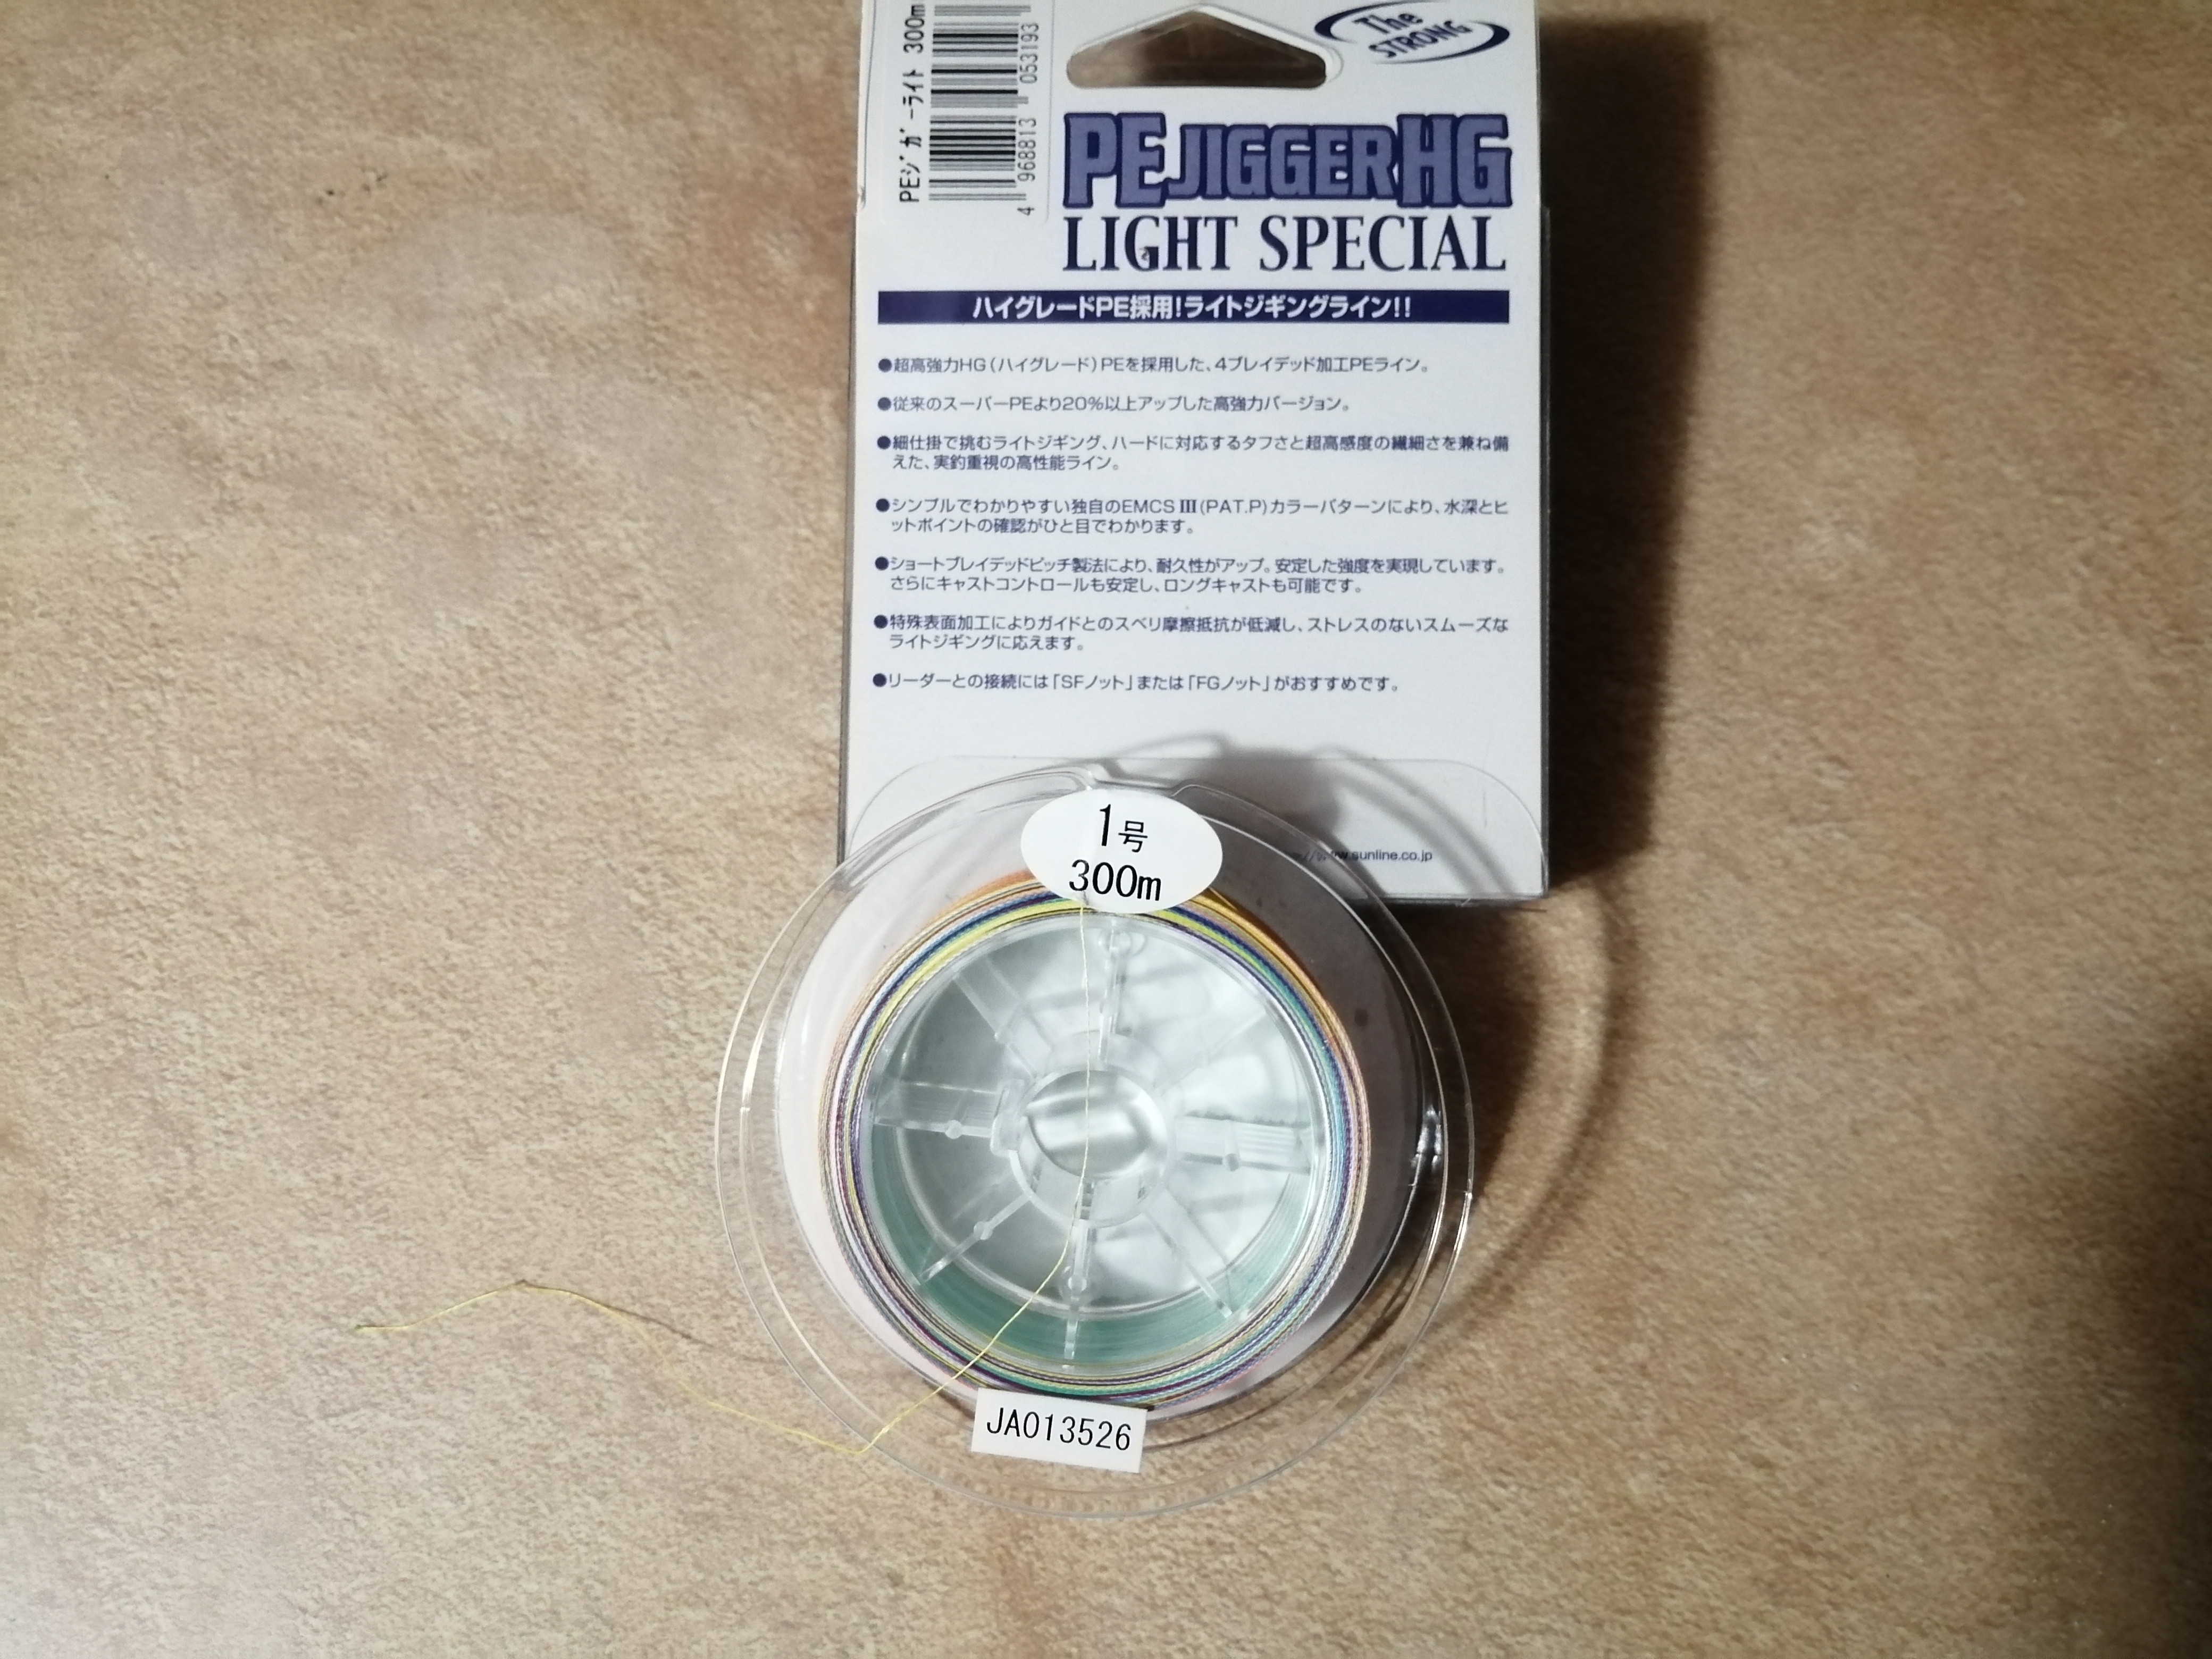 PEジガーライト 300m
4 968813 053193
The
STRONG
PEJIGGERHG
LIGHT SPECIAL
ハイグレードPE採用!ライトジギングライン!!
●超高強力HG(ハイグレード)PEを採用した、4ブレイデッド加工PEライン。
●従来のスーパーPEより20%以上アップした高強力バージョン。
●細仕掛で挑むライトジギング、ハードに対応するタフさと超高感度の繊細さを兼ね備
えた、実釣重視の高性能ライン。
●シンプルでわかりやすい独自のEMCSⅢ(PAT.P)カラーパターンにより、水深とヒ
ットポイントの確認がひと目でわかります。
●ショートブレイデッドピッチ製法により、耐久性がアップ。安定した強度を実現しています。
さらにキャストコントロールも安定し、ロングキャストも可能です。
●特殊表面加工によりガイドとのスベリ摩擦抵抗が低減し、ストレスのないスムーズな
ライトジギングに応えます。
●リーダーとの接続には「SFノット」または「FGノット」がおすすめです。
1号
300m
sunline.co.jp
JA013526